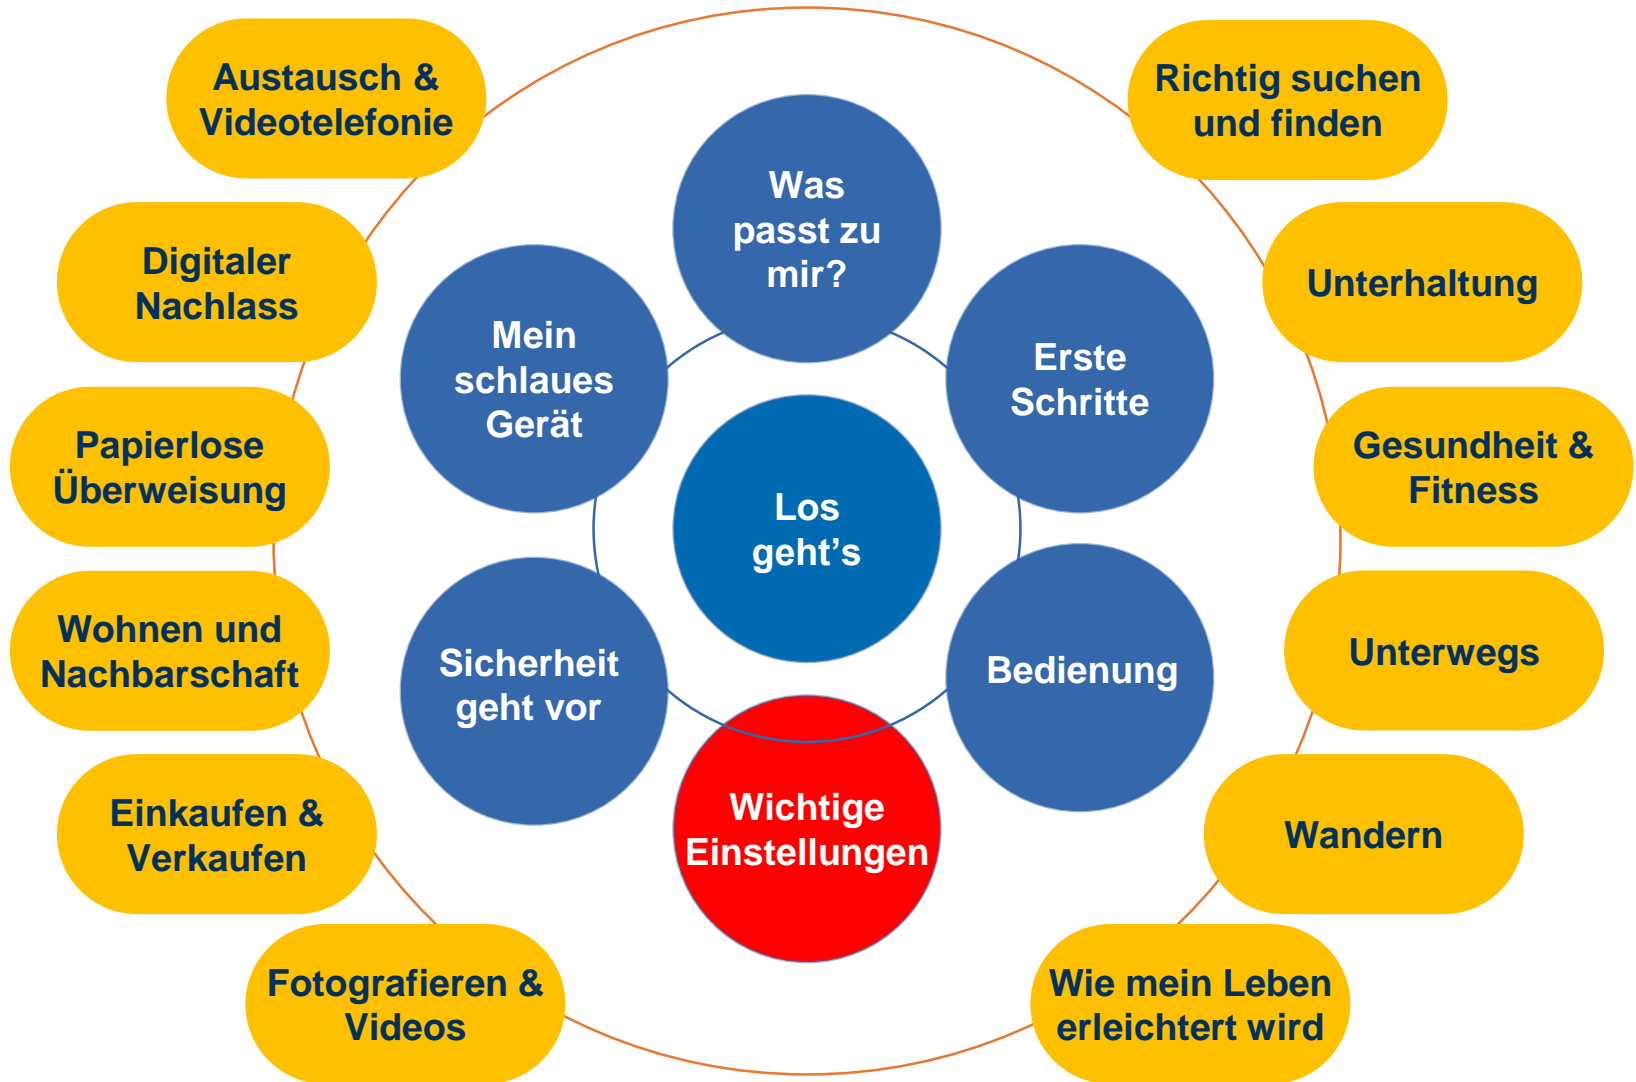 Austausch &
Videotelefonie
Richtig suchen
und finden
Was
passt zu
mir?
Digitaler
Nachlass
Unterhaltung
Mein
schlaues
Gerät
Erste
Schritte
Papierlose
Überweisung
Gesundheit &
Fitness
Los
geht’s
Wohnen und
Nachbarschaft
Sicherheit
geht vor
Bedienung
Unterwegs
Einkaufen &
Verkaufen
Wichtige
Einstellungen
Wandern
Fotografieren &
Videos
Wie mein Leben
erleichtert wird